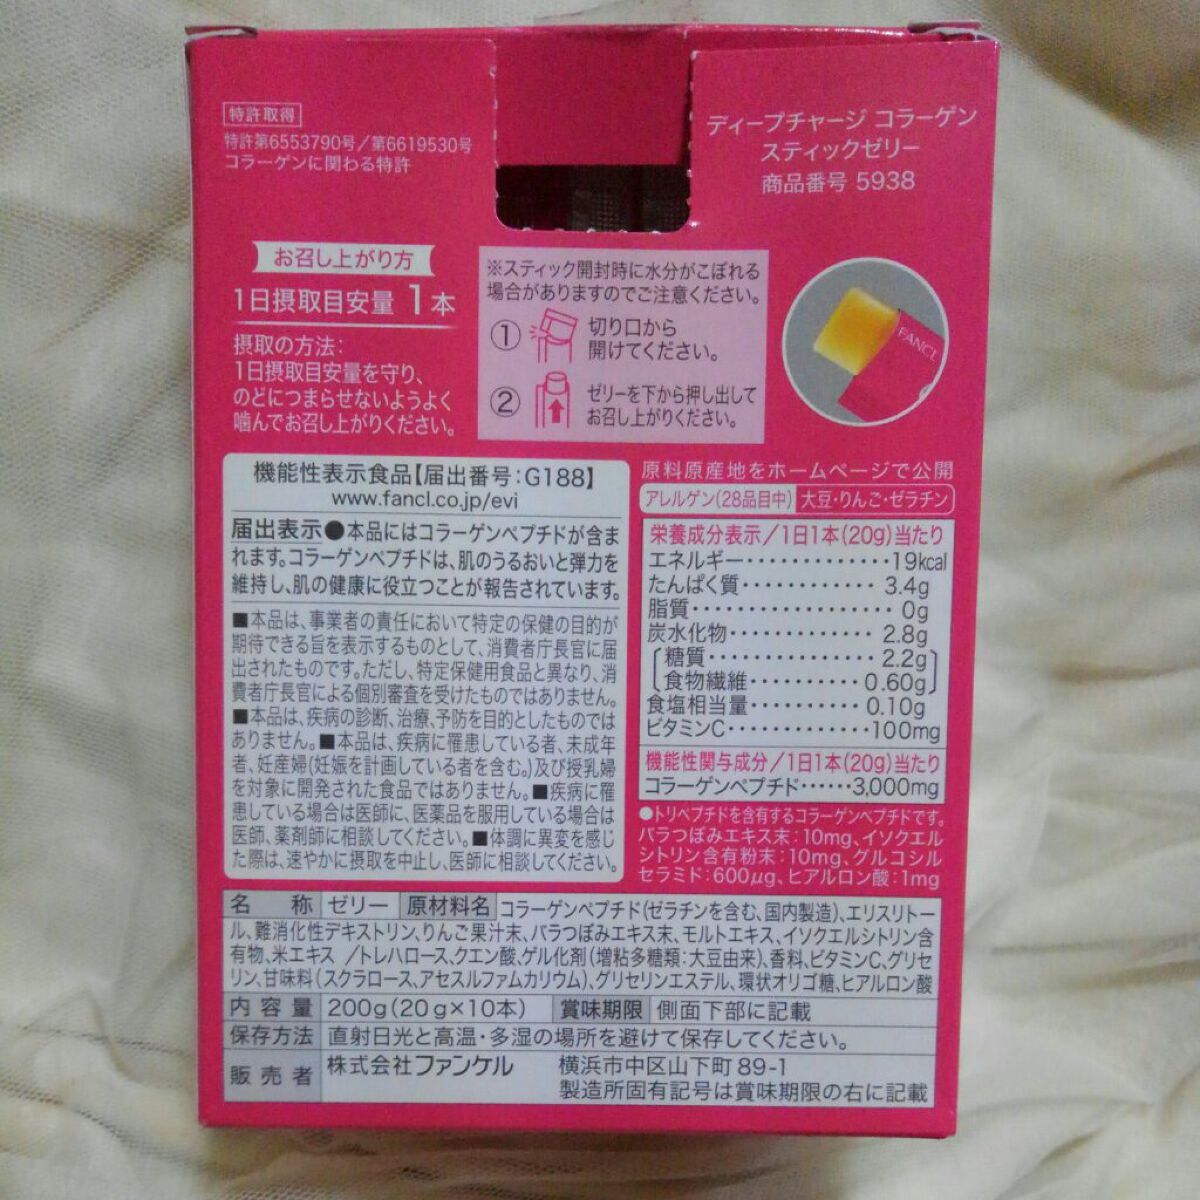 特許取得
特許第6553790号／第6619530号
コラーゲンに関わる特許
ディープチャージ コラーゲン
スティックゼリー
商品番号 5938
お召し上がり方
1日摂取目安量 1本
摂取の方法:
1日摂取目安量を守り、
のどにつまらせないようよく
噛んでお召し上がりください。
※スティック開封時に水分がこぼれる
場合がありますのでご注意ください。
① 切り口から
開けてください。
② ゼリーを下から押し出して
お召し上がりください。
FANCL
機能性表示食品【届出番号:G188】
www.fancl.co.jp/evi
届出表示●本品にはコラーゲンペプチドが含ま
れます。コラーゲンペプチドは、肌のうるおいと弾力を
維持し、肌の健康に役立つことが報告されています。
■本品は、事業者の責任において特定の保健の目的が
期待できる旨を表示するものとして、消費者庁長官に届
出されたものです。ただし、特定保健用食品と異なり、消
費者庁長官による個別審査を受けたものではありません。
■本品は、疾病の診断、治療、予防を目的としたものでは
ありません。■本品は、疾病に罹患している者、未成年
者、妊産婦(妊娠を計画している者を含む。)及び授乳婦
を対象に開発された食品ではありません。■疾病に罹
患している場合は医師に、医薬品を服用している場合は
医師、薬剤師に相談してください。■体調に異変を感じ
た際は、速やかに摂取を中止し、医師に相談してください。
原料原産地をホームページで公開
アレルゲン(28品目中) 大豆・りんご・ゼラチン
栄養成分表示／1日1本(20g)当たり
エネルギー・・・・・・・・・・・・・19kcal
たんぱく質・・・・・・・・・・・・・3.4g
脂質・・・・・・・・・・・・・・・・・0g
炭水化物・・・・・・・・・・・・・・2.8g
糖質・・・・・・・・・・・・・・・2.2g
食物繊維・・・・・・・・・・0.60g
食塩相当量・・・・・・・・・・・0.10g
ビタミンC・・・・・・・・・・・・・100mg
機能性関与成分／1日1本(20g)当たり
コラーゲンペプチド・・・・・・3,000mg
●トリペプチドを含有するコラーゲンペプチドです。
バラつぼみエキス末:10mg、イソクエル
シトリン含有粉末:10mg、グルコシル
セラミド:600μg、ヒアルロン酸:1mg
名 称 ゼリー 原材料名 コラーゲンペプチド(ゼラチンを含む、国内製造)、エリスリトー
ル、難消化性デキストリン、りんご果汁末、バラつぼみエキス末、モルトエキス、イソクエルシトリン含
有物、米エキス ／トレハロース、クエン酸、ゲル化剤(増粘多糖類:大豆由来)、香料、ビタミンC、グリセ
リン、甘味料(スクラロース、アセスルファムカリウム)、グリセリンエステル、環状オリゴ糖、ヒアルロン酸
内容量 200g(20g×10本) 賞味期限 側面下部に記載
保存方法 直射日光と高温・多湿の場所を避けて保存してください。
販売者 株式会社ファンケル 横浜市中区山下町89-1
製造所固有記号は賞味期限の右に記載